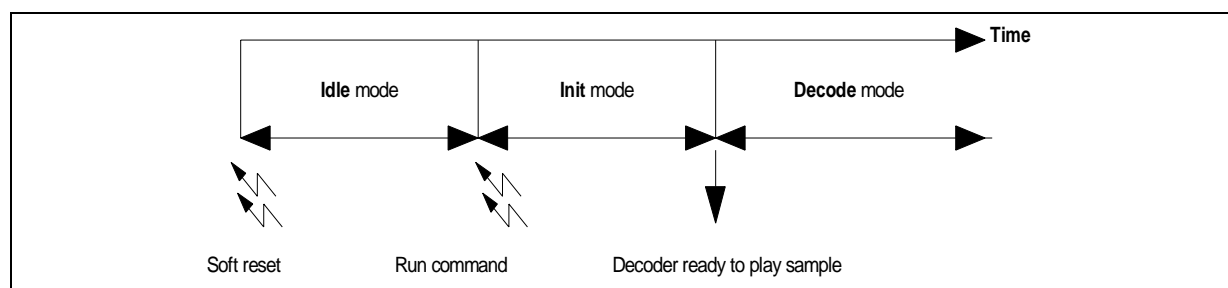 Time
Idle mode
Init mode
Decode mode
Soft reset
Run command
Decoder ready to play sample